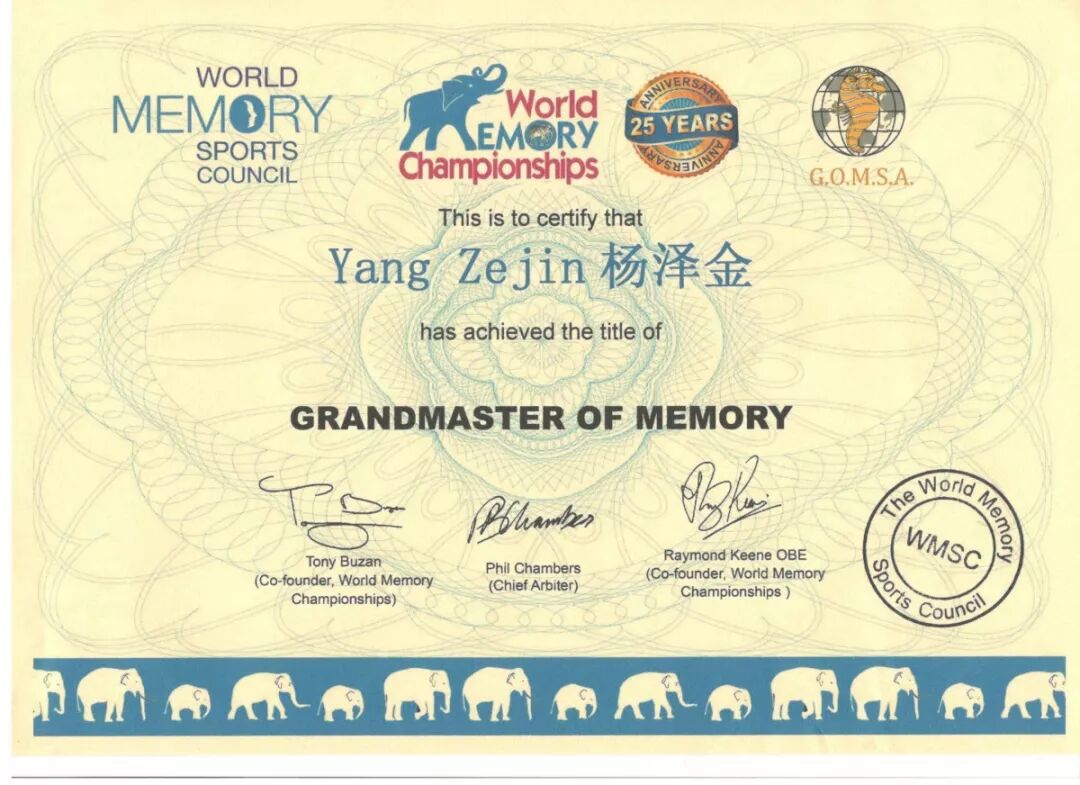 WORLD
MEMORY
SPORTS
COUNCIL
World
EMORY
Championships
ANNIVERSARY
25 YEARS
ANNIVERSARY
G.O.M.S.A.
This is to certify that
Yang Zejin 杨泽金
has achieved the title of
GRANDMASTER OF MEMORY
Tony Buzan
(Co-founder, World Memory
Championships)
Phil Chambers
(Chief Arbiter)
Raymond Keene OBE
(Co-founder, World Memory
Championships )
The World Memory
WMSC
Sports Council